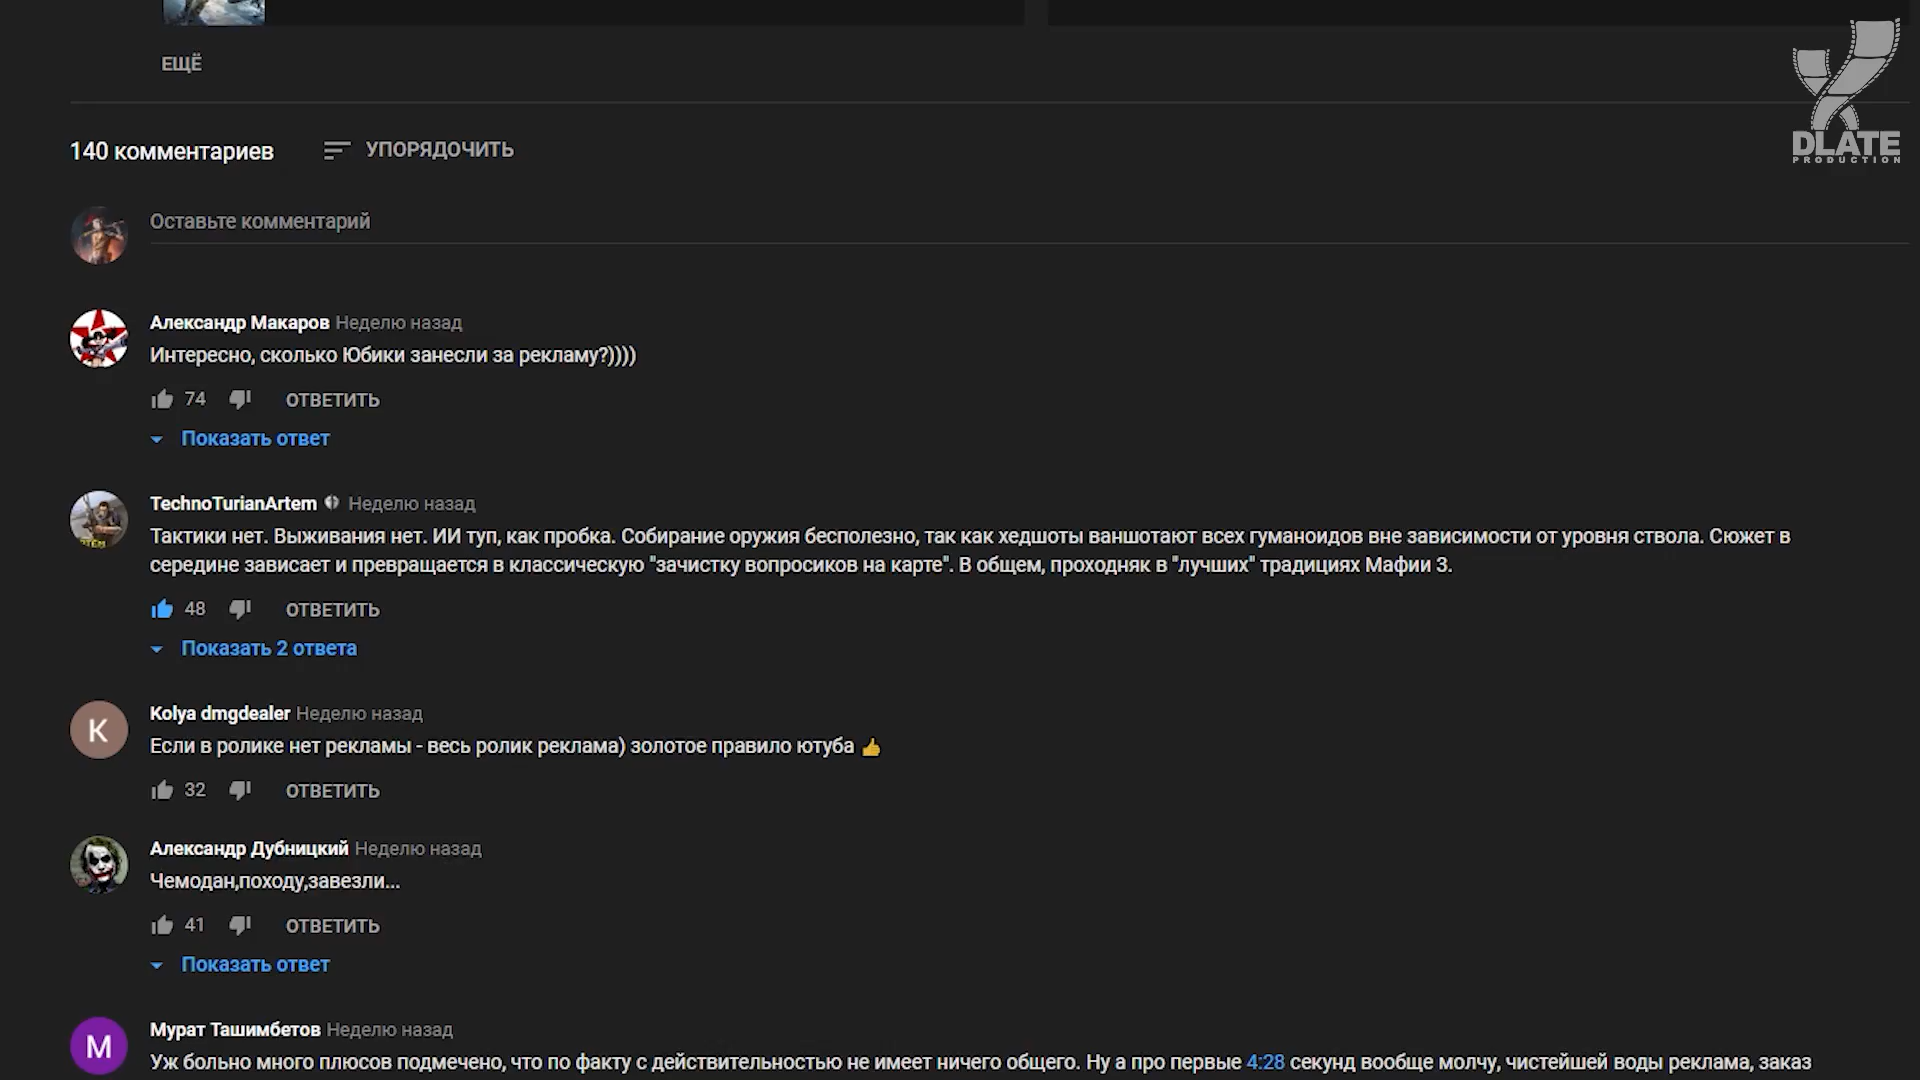 ЕЩЁ
140 комментариев
УПОРЯДОЧИТЬ
DLATE
PRODUCTION
Оставьте комментарий
Александр Макаров Неделю назад
Интересно, сколько Юбики занесли за рекламу?))))
74 ОТВЕТИТЬ
Показать ответ
TechnoTurianArtem Неделю назад
Тактики нет. Выживания нет. ИИ туп, как пробка. Собирание оружия бесполезно, так как хедшоты ваншотают всех гуманоидов вне зависимости от уровня ствола. Сюжет в
середине зависает и превращается в классическую "зачистку вопросиков на карте". В общем, проходняк в "лучших" традициях Мафии 3.
48 ОТВЕТИТЬ
Показать 2 ответа
K
Kolya dmgdealer Неделю назад
Если в ролике нет рекламы - весь ролик реклама) золотое правило ютуба 👍
32 ОТВЕТИТЬ
Александр Дубницкий Неделю назад
Чемодан,походу,завезли...
41 ОТВЕТИТЬ
Показать ответ
М
Мурат Ташимбетов Неделю назад
Уж больно много плюсов подмечено, что по факту с действительностью не имеет ничего общего. Ну а про первые 4:28 секунд вообще молчу, чистейшей воды реклама, заказ